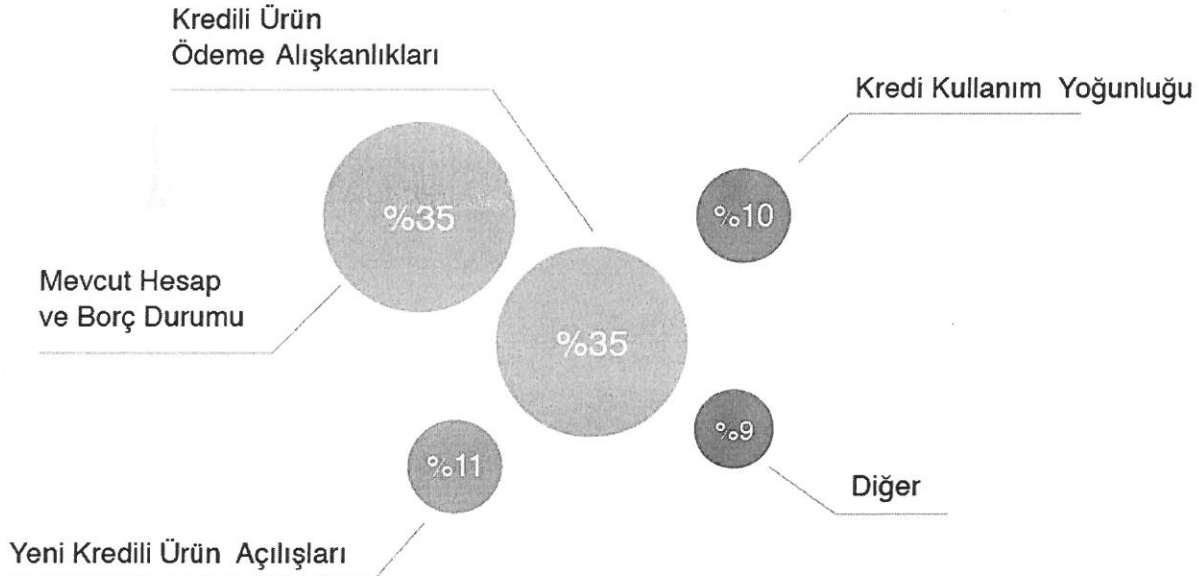 Kredili Ürün
Ödeme Alışkanlıkları
Kredi Kullanım Yoğunluğu
%35
%10
Mevcut Hesap
ve Borç Durumu
%35
%9
%11
Diğer
Yeni Kredili Ürün Açılışları